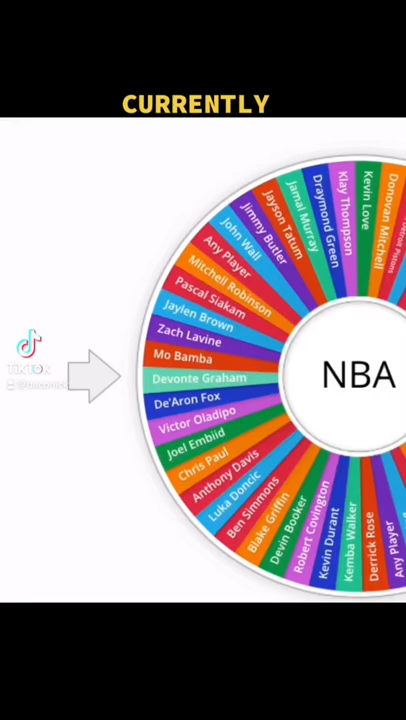 CURRENTLY
Donovan Mitchell
Kevin Love
Klay Thompson
Draymond Green
Jamal Murray
Jayson Tatum
Jimmy Butler
John Wall
Any Player
Mitchell Robinson
Pascal Siakam
Jaylen Brown
Zach Lavine
Mo Bamba
Devonte Graham
De'Aron Fox
Victor Oladipo
Joel Embiid
Chris Paul
Anthony Davis
Luka Doncic
Ben Simmons
Blake Griffin
Devin Booker
Robert Covington
Kevin Durant
Kemba Walker
Derrick Rose
Any Player
NBA
TikTok